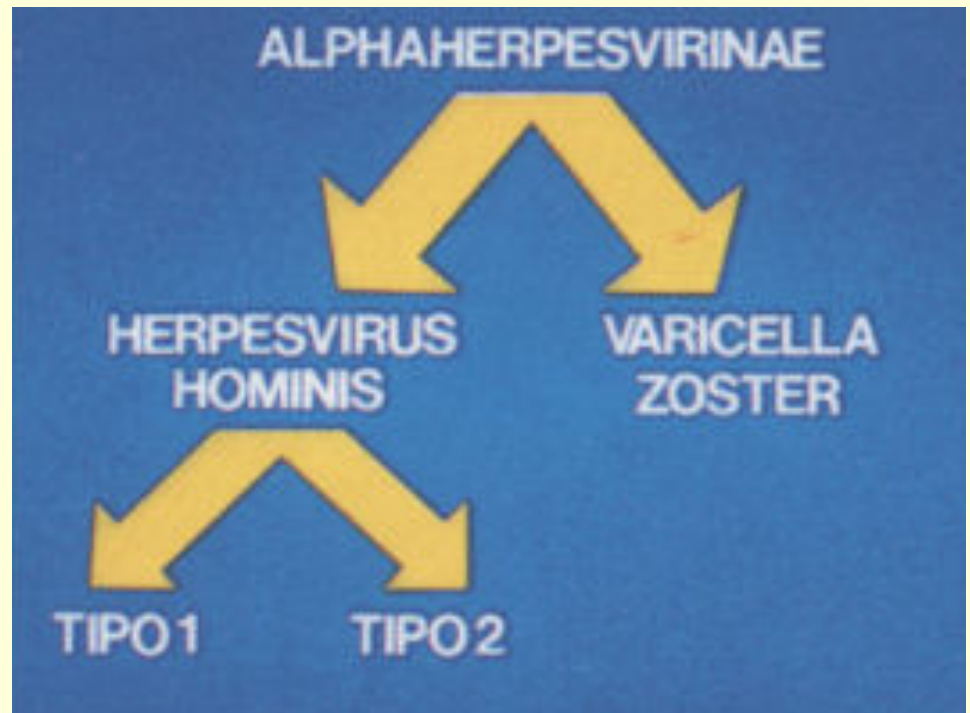 ALPHAHERPESVIRINAE
HERPESVIRUS
HOMINIS
VARICELLA
ZOSTER
TIPO 1
TIPO 2